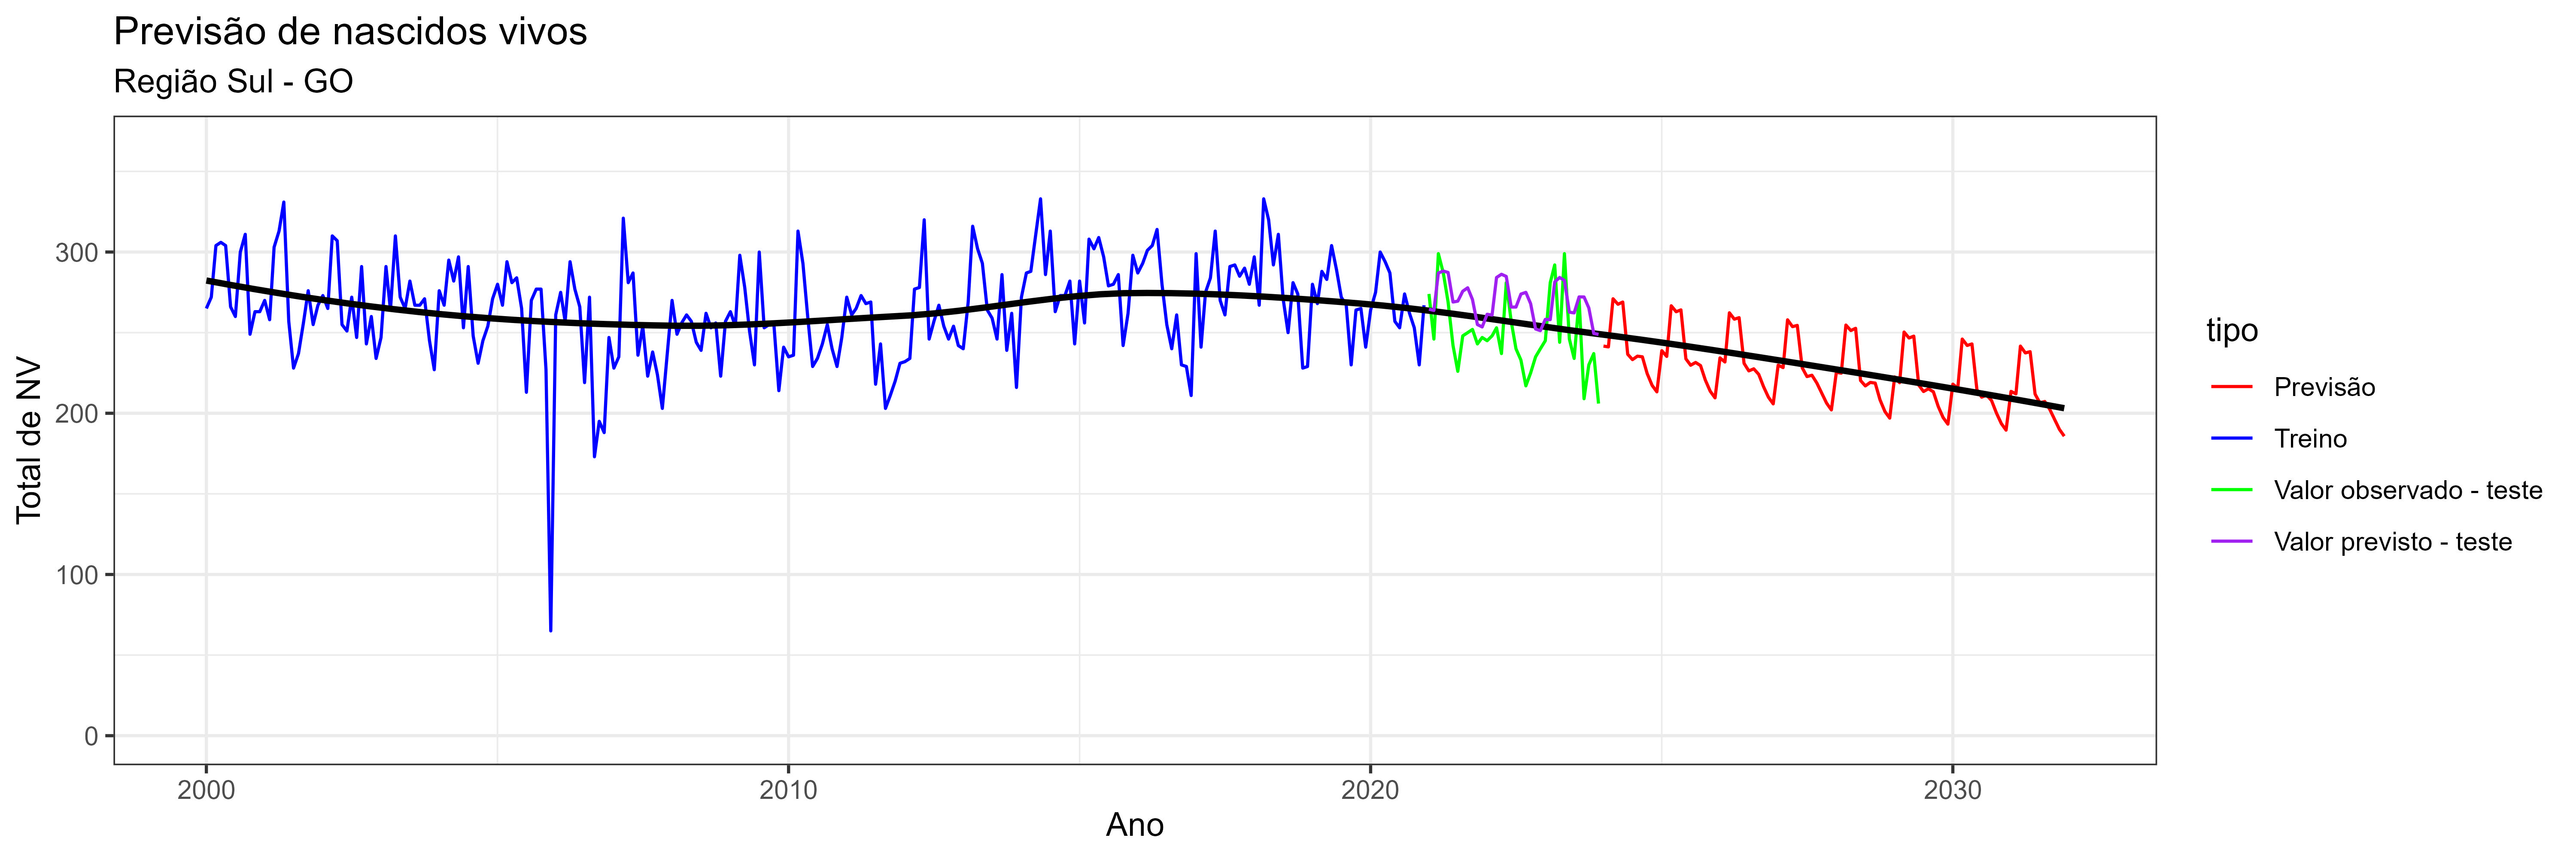 Previsão de nascidos vivos
Região Sul - GO
Total de NV
300
200
100
0
2000
2010
2020
2030
Ano
tipo
Previsão
Treino
Valor observado - teste
Valor previsto - teste